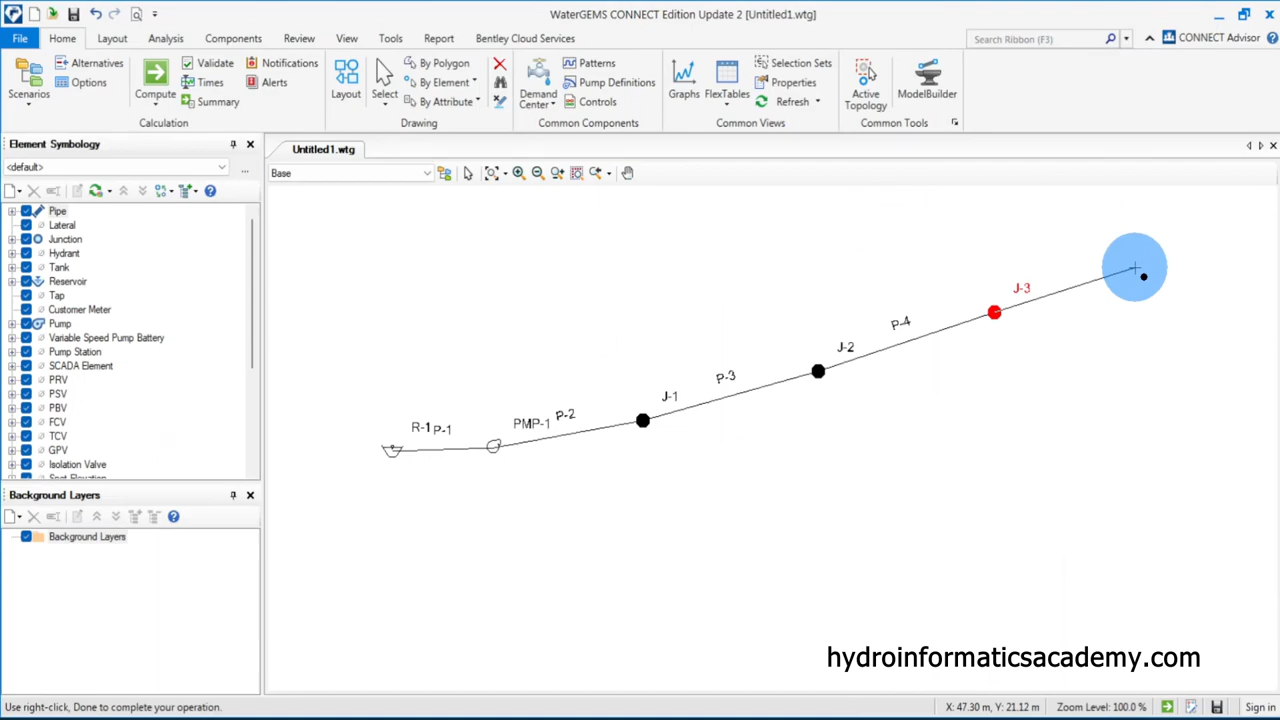 WaterGEMS CONNECT Edition Update 2 [Untitled1.wtg]
File Home Layout Analysis Components Review View Tools Report Bentley Cloud Services
Search Ribbon (F3)
CONNECT Advisor
Scenarios
Alternatives
Options
Compute
Validate
Times
Summary
Notifications
Alerts
Calculation
Layout
Select
By Polygon
By Element
By Attribute
Drawing
Demand Center
Patterns
Pump Definitions
Controls
Common Components
Graphs
FlexTables
Selection Sets
Properties
Refresh
Common Views
Active Topology
ModelBuilder
Common Tools
Element Symbology
<default>
...
Pipe
Lateral
Junction
Hydrant
Tank
Reservoir
Tap
Customer Meter
Pump
Variable Speed Pump Battery
Pump Station
SCADA Element
PRV
PSV
PBV
FCV
TCV
GPV
Isolation Valve
Spot Elevation
Background Layers
Background Layers
Untitled1.wtg
Base
J-3
P-4
J-2
P-3
J-1
P-2
PMP-1
R-1
P-1
hydroinformaticsacademy.com
Use right-click, Done to complete your operation.
X: 47.30 m, Y: 21.12 m
Zoom Level: 100.0 %
Sign in